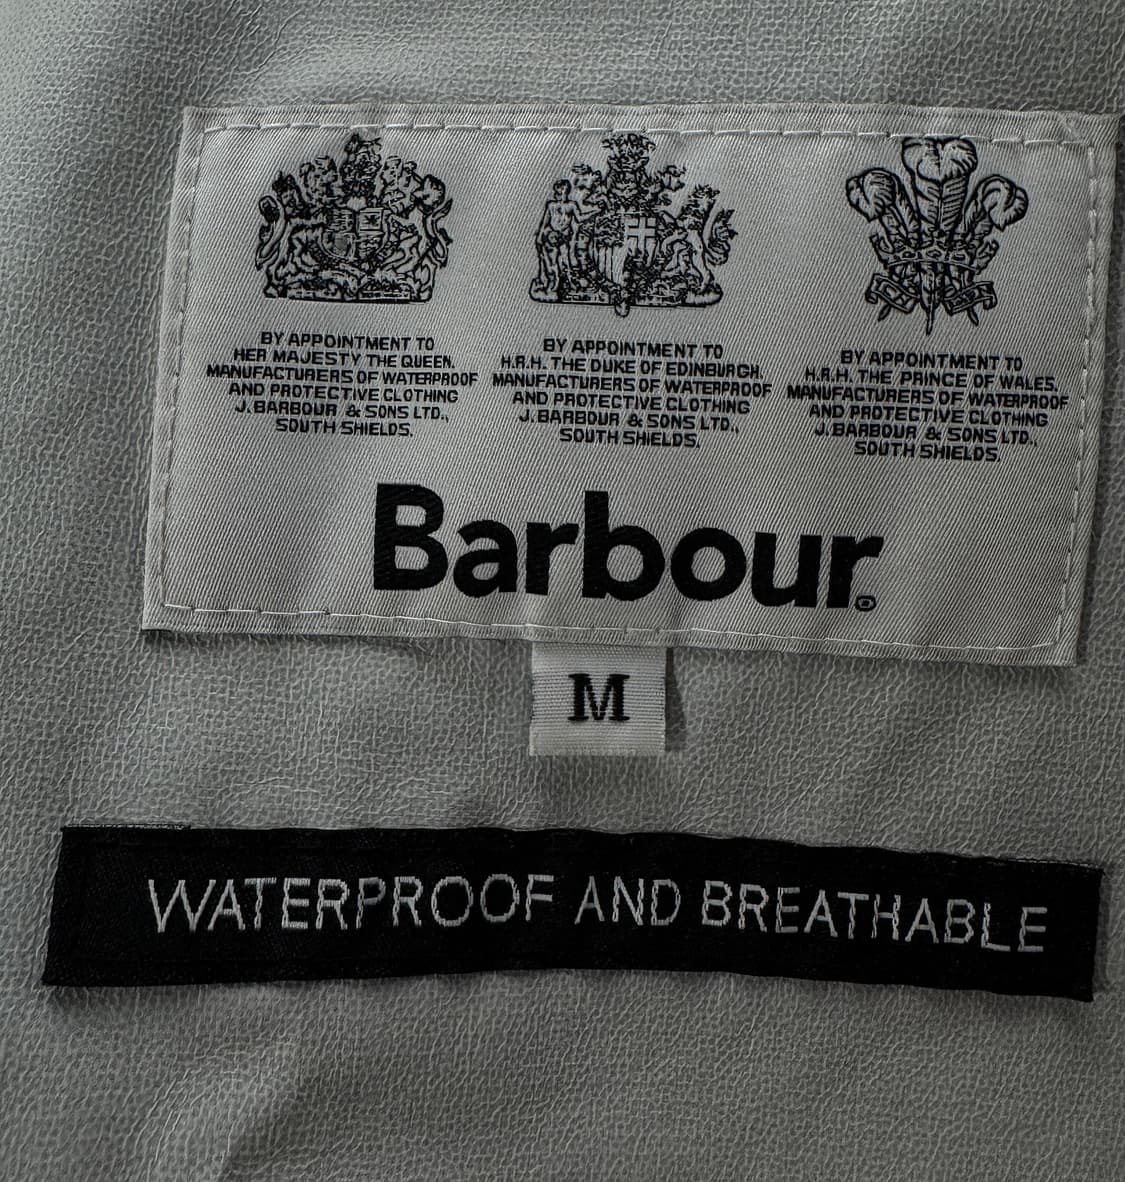 BY APPOINTMENT TO
HER MAJESTY THE QUEEN.
MANUFACTURERS OF WATERPROOF
AND PROTECTIVE CLOTHING
J. BARBOUR & SONS LTD.,
SOUTH SHIELDS.
BY APPOINTMENT TO
H.R.H. THE DUKE OF EDINBURGH.
MANUFACTURERS OF WATERPROOF
AND PROTECTIVE CLOTHING
J. BARBOUR & SONS LTD.,
SOUTH SHIELDS.
BY APPOINTMENT TO
H.R.H. THE PRINCE OF WALES.
MANUFACTURERS OF WATERPROOF
AND PROTECTIVE CLOTHING
J. BARBOUR & SONS LTD.,
SOUTH SHIELDS.
Barbour®
M
WATERPROOF AND BREATHABLE